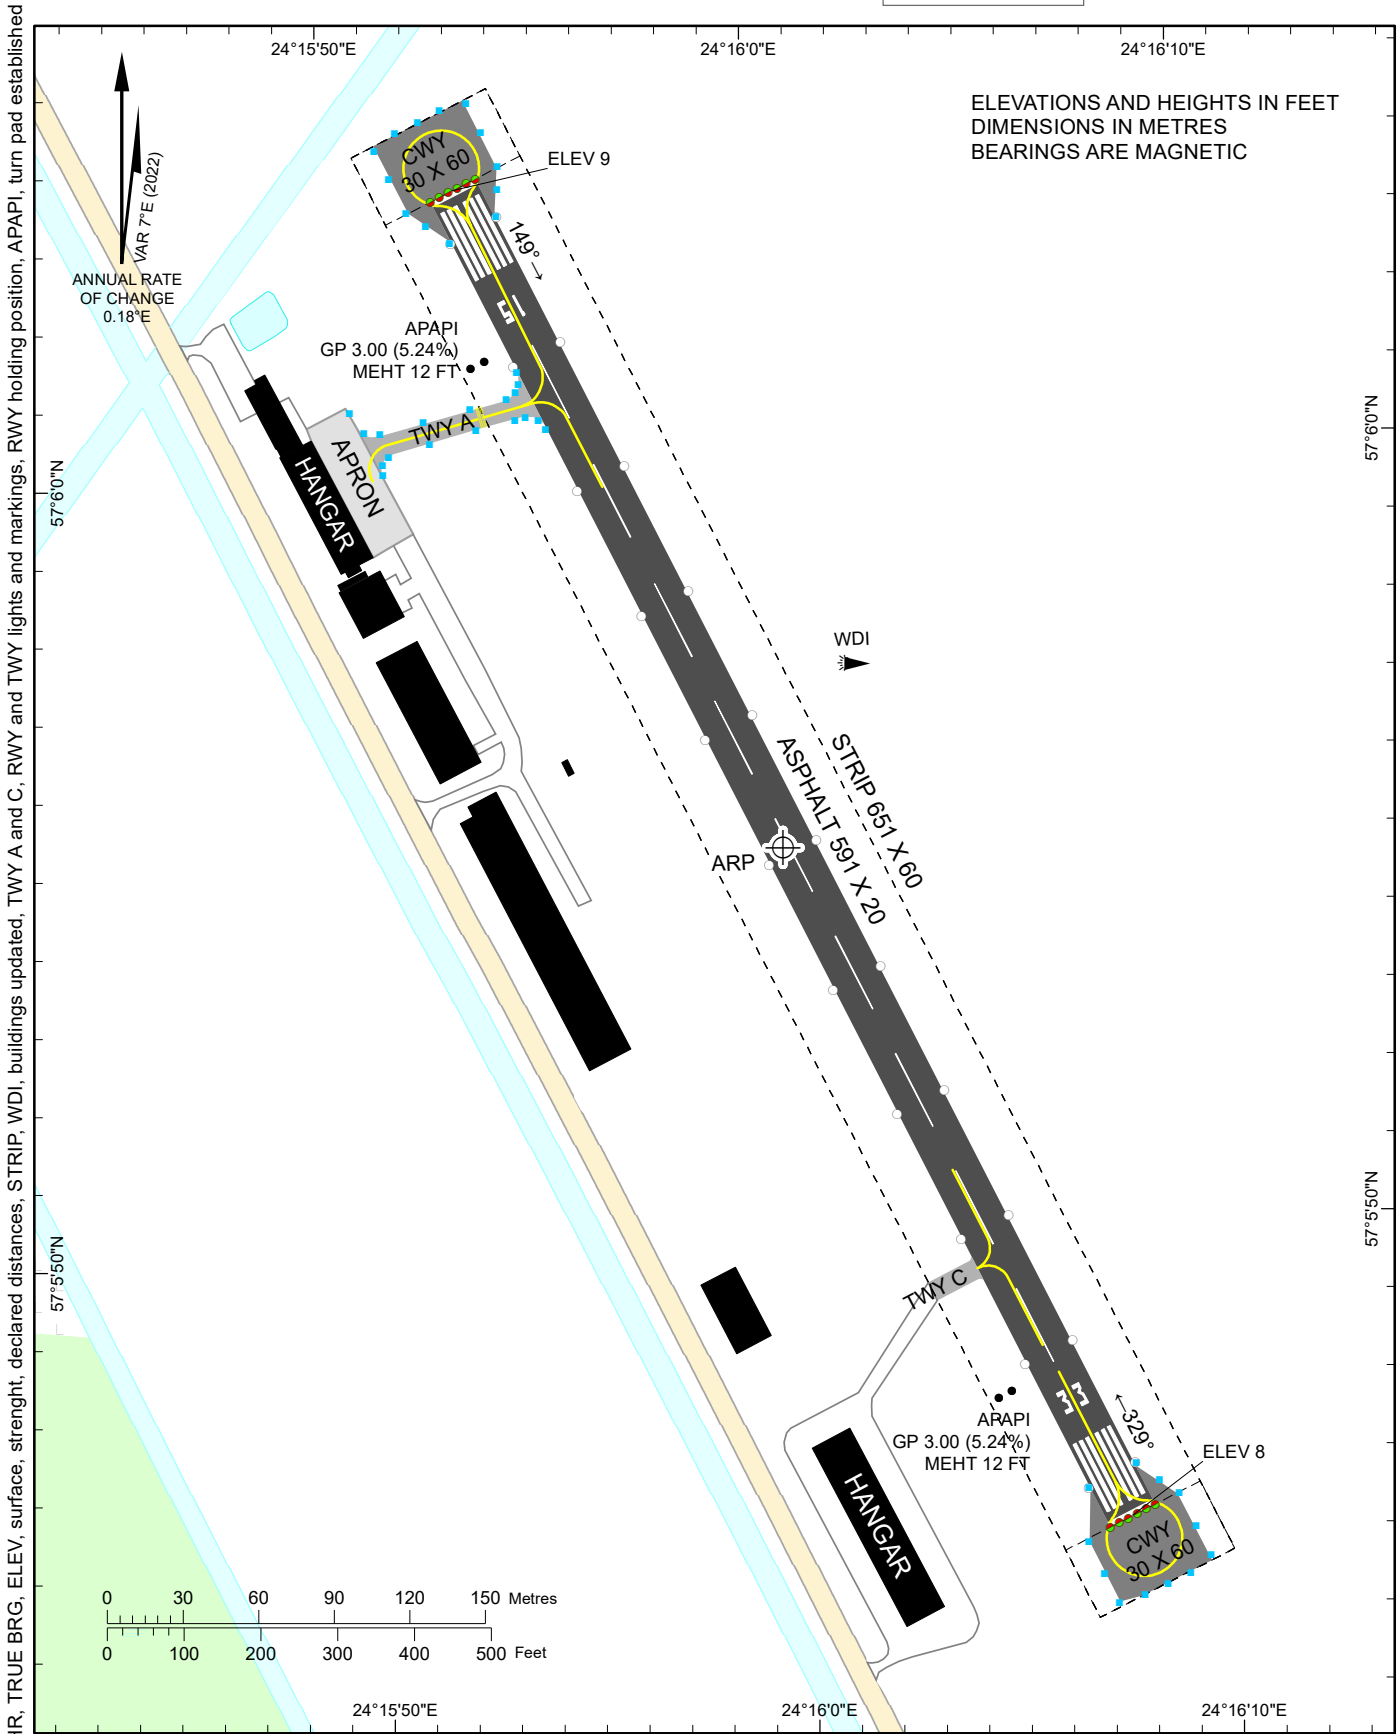 24°15'50"E
24°16'0"E
24°16'10"E
ELEVATIONS AND HEIGHTS IN FEET
DIMENSIONS IN METRES
BEARINGS ARE MAGNETIC
HR, TRUE BRG, ELEV, surface, strenght, declared distances, STRIP, WDI, buildings updated, TWY A and C, RWY and TWY lights and markings, RWY holding position, APAPI, turn pad established
VAR 7°E (2022)
ANNUAL RATE
OF CHANGE
0.18°E
CWY
30 X 60
ELEV 9
149°
15
APAPI
GP 3.00 (5.24%)
MEHT 12 FT
TWY A
APRON
HANGAR
57°6'0"N
57°6'0"N
WDI
STRIP 651 X 60
ASPHALT 591 X 20
ARP
57°5'50"N
57°5'50"N
TWY C
APAPI
GP 3.00 (5.24%)
MEHT 12 FT
33
329°
ELEV 8
CWY
30 X 60
HANGAR
0 30 60 90 120 150 Metres
0 100 200 300 400 500 Feet
24°15'50"E
24°16'0"E
24°16'10"E